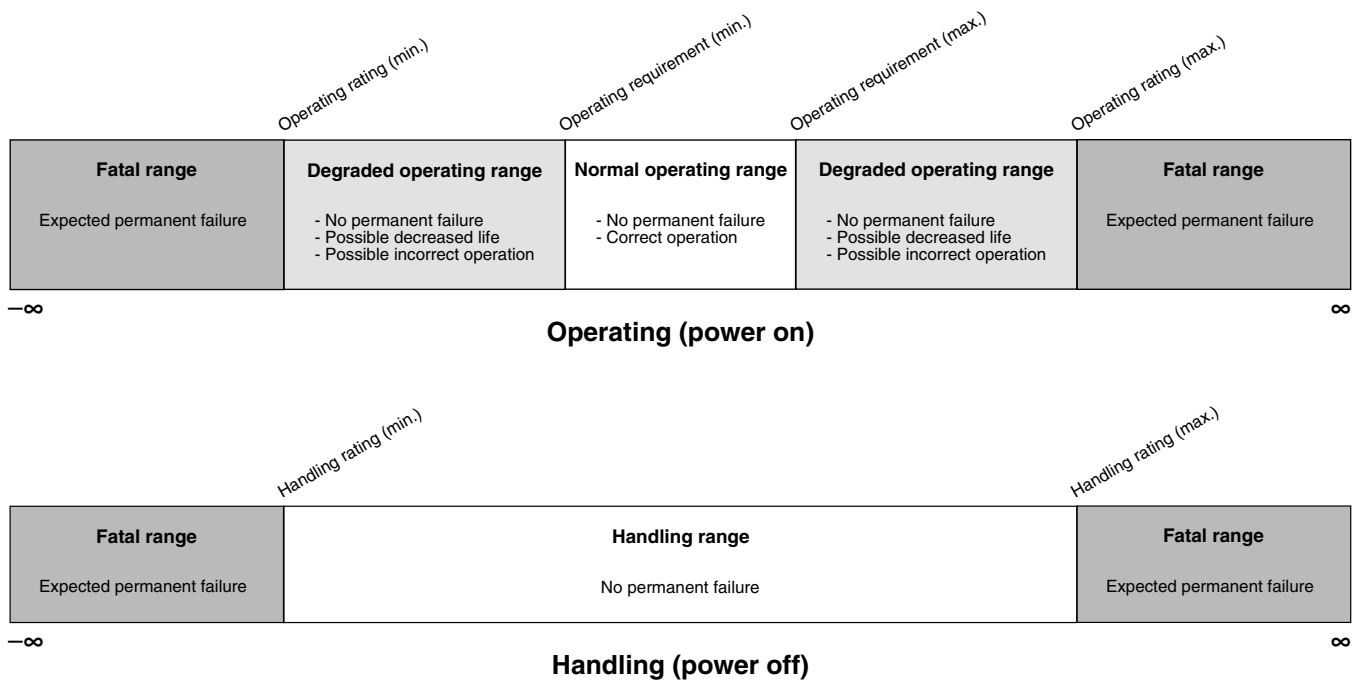 Operating rating (min.)
Operating requirement (min.)
Operating requirement (max.)
Operating rating (max.)
Fatal range
Expected permanent failure
Degraded operating range
- No permanent failure
- Possible decreased life
- Possible incorrect operation
Normal operating range
- No permanent failure
- Correct operation
Degraded operating range
- No permanent failure
- Possible decreased life
- Possible incorrect operation
Fatal range
Expected permanent failure
–∞
∞
Operating (power on)
Handling rating (min.)
Handling rating (max.)
Fatal range
Expected permanent failure
Handling range
No permanent failure
Fatal range
Expected permanent failure
–∞
∞
Handling (power off)